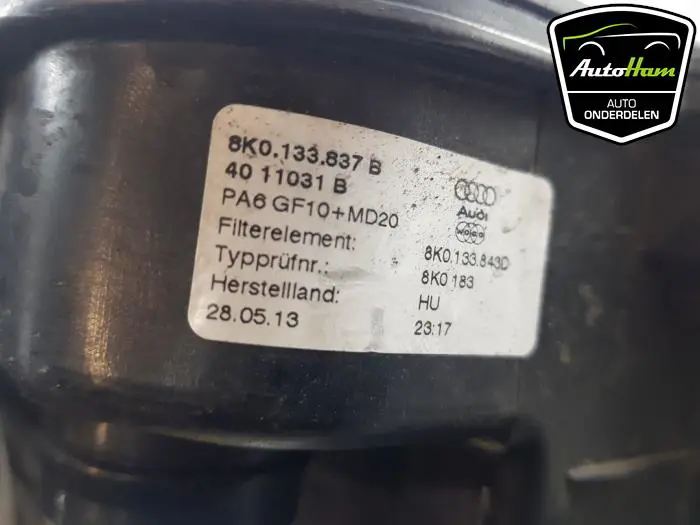 AutoHam
AUTO
ONDERDELEN
8K0.133.837 B
40 11031 B
PA6 GF10+MD20
Audi
WOCO
Filterelement: 8K0.133.843D
Typprüfnr.: 8K0 183
Herstellland: HU
28.05.13 23:17